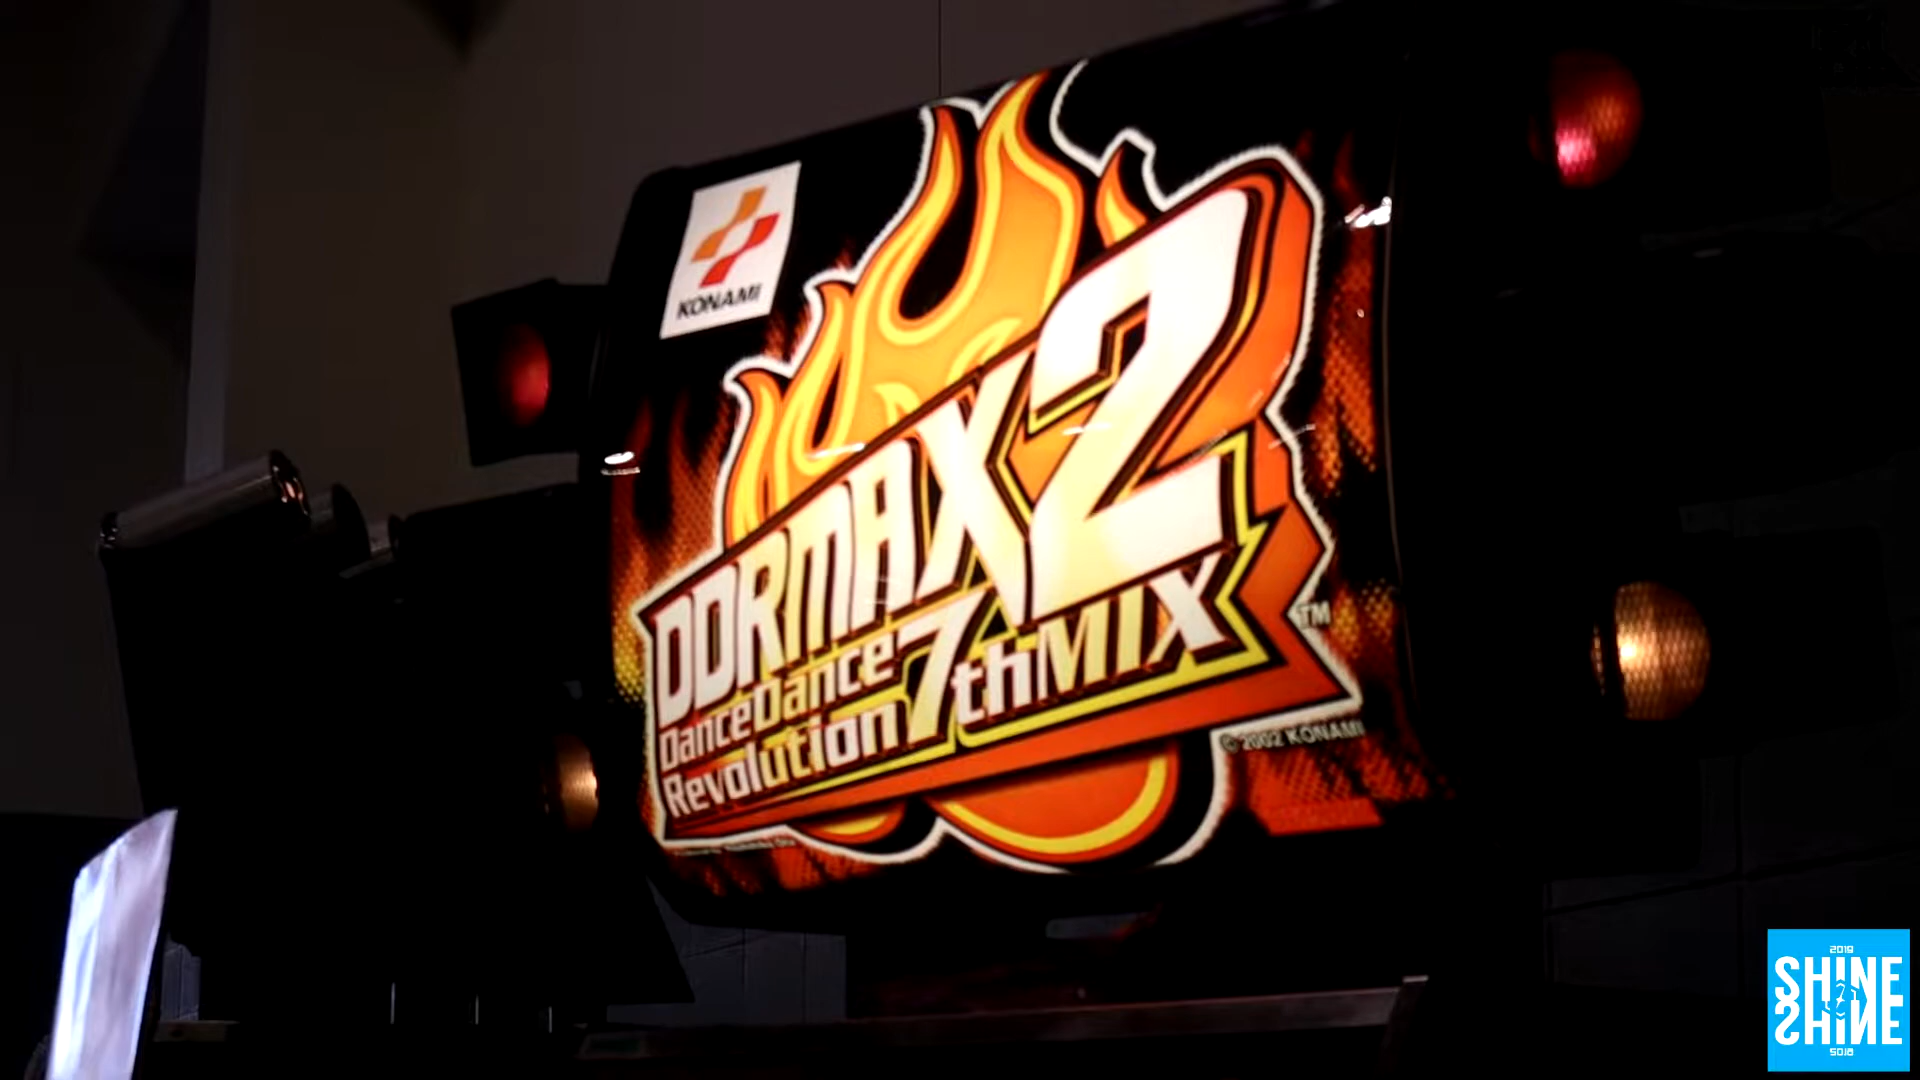 KONAMI
DDRMAX2
DanceDance
Revolution 7thMIX
TM
© 2002 KONAMI
2019
SHINE
SHINE
2019